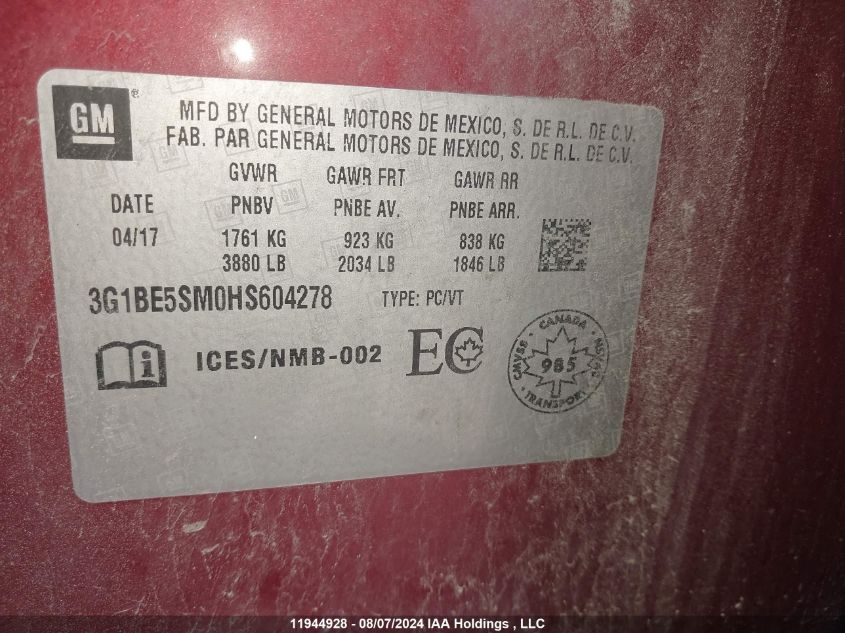 GM ®
MFD BY GENERAL MOTORS DE MEXICO, S. DE R.L. DE C.V.
FAB. PAR GENERAL MOTORS DE MEXICO, S. DE R.L. DE C.V.
GVWR GAWR FRT GAWR RR
DATE PNBV PNBE AV. PNBE ARR.
04/17 1761 KG 923 KG 838 KG
3880 LB 2034 LB 1846 LB
3G1BE5SM0HS604278 TYPE: PC/VT
i ICES/NMB-002 EC
CANADA
CMVSS 985 NSVAC
TRANSPORT
11944928 - 08/07/2024 IAA Holdings , LLC